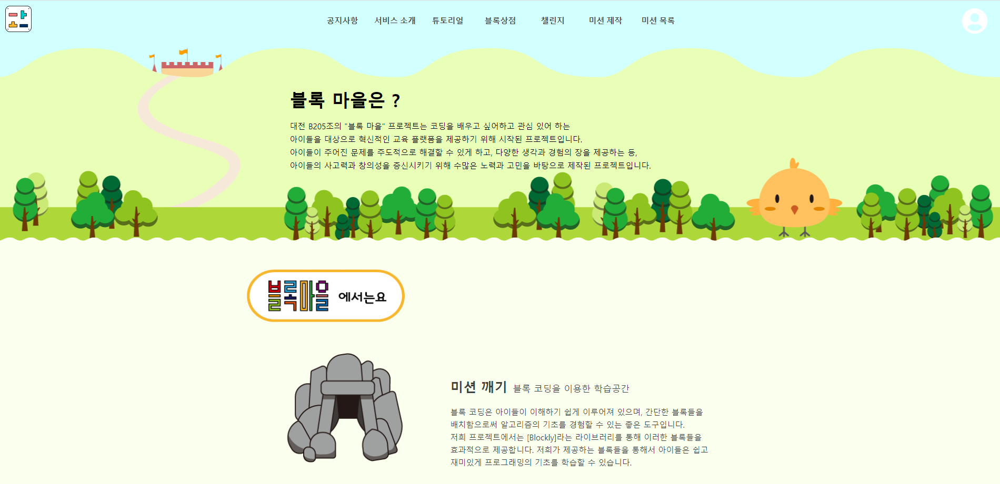 공지사항 서비스 소개 튜토리얼 블록상점 챌린지 미션 제작 미션 목록
블록 마을은 ?
대전 B205조의 "블록 마을" 프로젝트는 코딩을 배우고 싶어하고 관심 있어 하는
아이들을 대상으로 혁신적인 교육 플랫폼을 제공하기 위해 시작된 프로젝트입니다.
아이들이 주어진 문제를 주도적으로 해결할 수 있게 하고, 다양한 생각과 경험의 장을 제공하는 등,
아이들의 사고력과 창의성을 증신시키기 위해 수많은 노력과 고민을 바탕으로 제작된 프로젝트입니다.
블록마을 에서는요
미션 깨기 블록 코딩을 이용한 학습공간
블록 코딩은 아이들이 이해하기 쉽게 이루어져 있으며, 간단한 블록들을
배치함으로써 알고리즘의 기초를 경험할 수 있는 좋은 도구입니다.
저희 프로젝트에서는 [Blockly]라는 라이브러리를 통해 이러한 블록들을
효과적으로 제공합니다. 저희가 제공하는 블록들을 통해서 아이들은 쉽고
재미있게 프로그래밍의 기초를 학습할 수 있습니다.